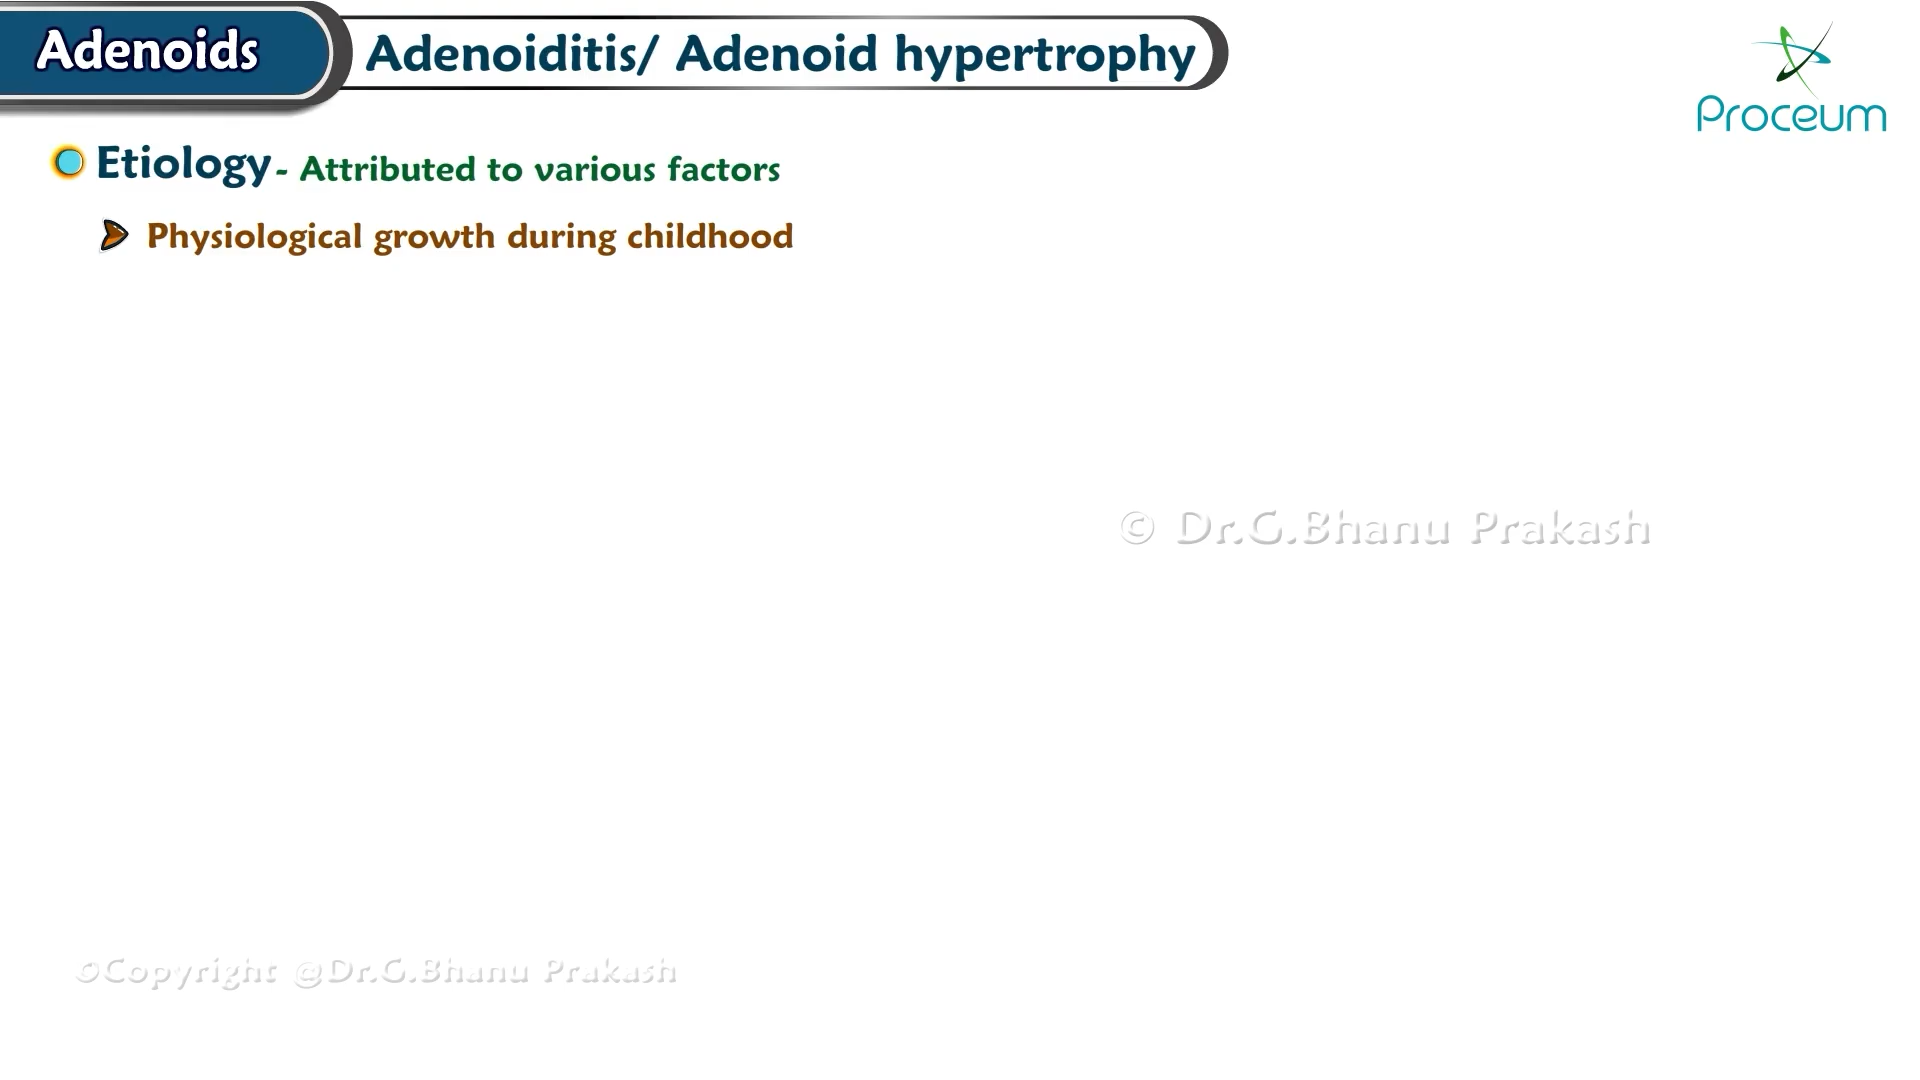 Adenoids
Adenoiditis/ Adenoid hypertrophy
Proceum
Etiology - Attributed to various factors
Physiological growth during childhood
© Dr.G.Bhanu Prakash
©Copyright @Dr.G.Bhanu Prakash